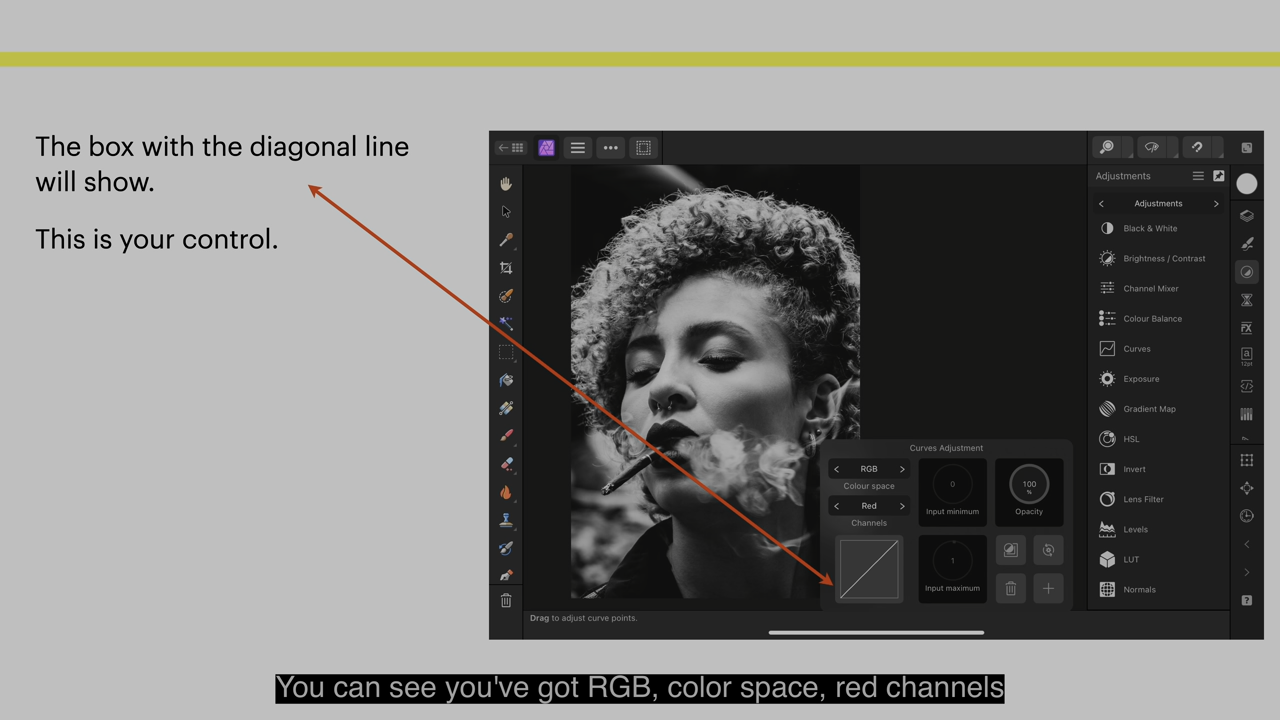 The box with the diagonal line
will show.
This is your control.
Adjustments
Adjustments
Black & White
Brightness / Contrast
Channel Mixer
Colour Balance
Curves
Exposure
Gradient Map
HSL
Invert
Lens Filter
Levels
LUT
Normals
FX
a
12pt
Curves Adjustment
RGB
Colour space
Red
Channels
0
Input minimum
100
%
Opacity
1
Input maximum
Drag to adjust curve points.
You can see you've got RGB, color space, red channels